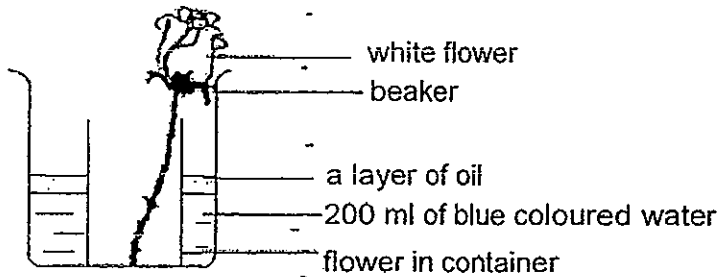 white flower
beaker
a layer of oil
200 ml of blue coloured water
flower in container